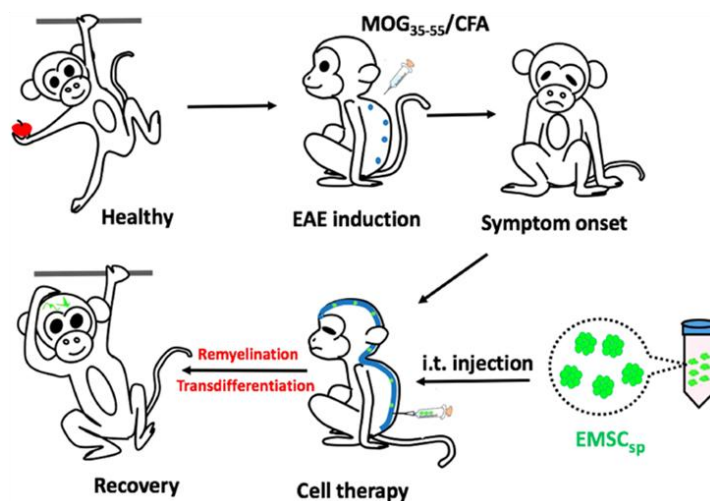 MOG35-55/CFA
Healthy
EAE induction
Symptom onset
Remyelination
Transdifferentiation
i.t. injection
EMSCsp
Recovery
Cell therapy